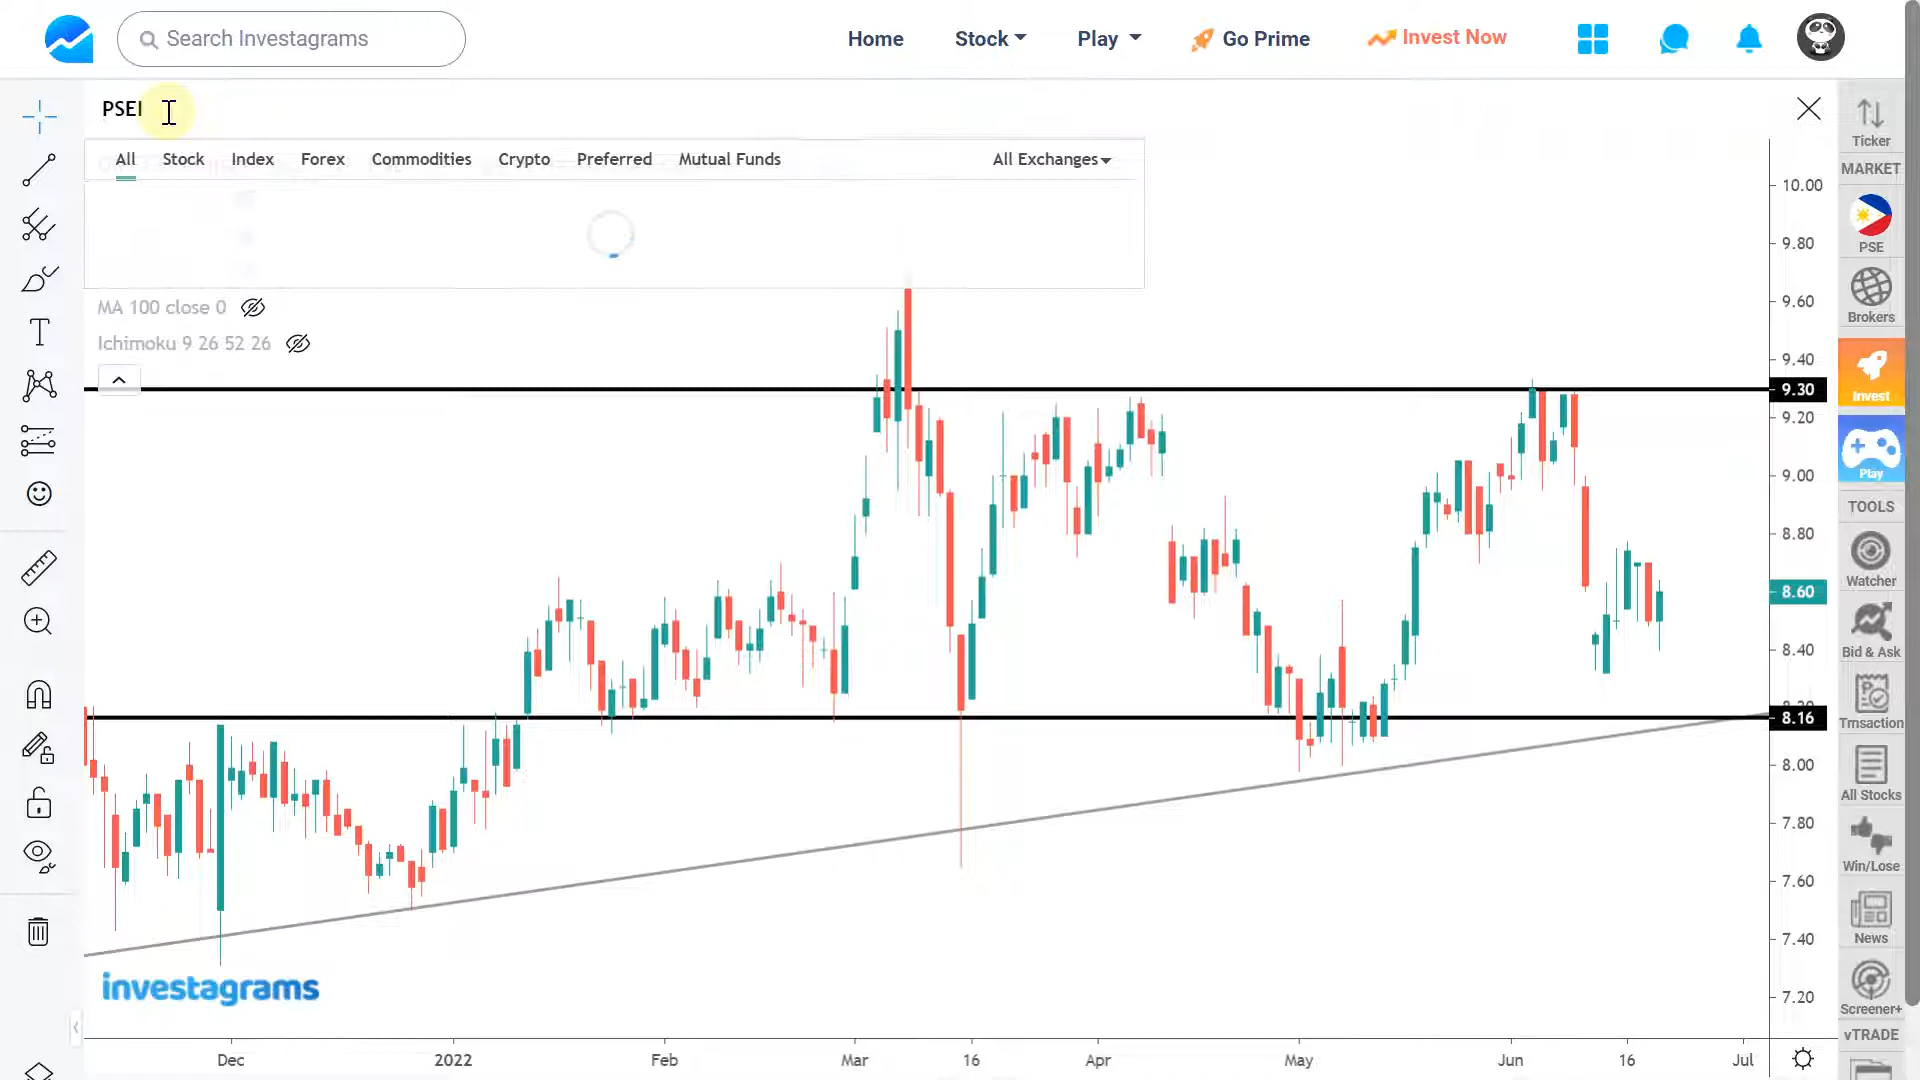 Search Investagrams
Home
Stock
Play
Go Prime
Invest Now
PSEI
All
Stock
Index
Forex
Commodities
Crypto
Preferred
Mutual Funds
All Exchanges
MA 100 close 0
Ichimoku 9 26 52 26
10.00
9.80
9.60
9.40
9.30
9.20
9.00
8.80
8.60
8.40
8.20
8.16
8.00
7.80
7.60
7.40
7.20
investagrams
Dec
2022
Feb
Mar
16
Apr
May
Jun
16
Jul
Ticker
MARKET
PSE
Brokers
Invest
Play
TOOLS
Watcher
Bid & Ask
Trnsaction
All Stocks
Win/Lose
News
Screener+
vTRADE